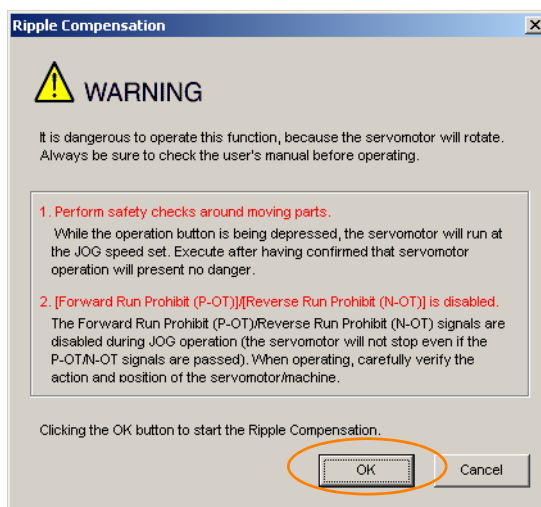 Ripple Compensation
WARNING
It is dangerous to operate this function, because the servomotor will rotate.
Always be sure to check the user's manual before operating.
1. Perform safety checks around moving parts.
While the operation button is being depressed, the servomotor will run at
the JOG speed set. Execute after having confirmed that servomotor
operation will present no danger.
2. [Forward Run Prohibit (P-OT)]/[Reverse Run Prohibit (N-OT)] is disabled.
The Forward Run Prohibit (P-OT)/Reverse Run Prohibit (N-OT) signals are
disabled during JOG operation (the servomotor will not stop even if the
P-OT/N-OT signals are passed). When operating, carefully verify the
action and position of the servomotor/machine.
Clicking the OK button to start the Ripple Compensation.
OK
Cancel